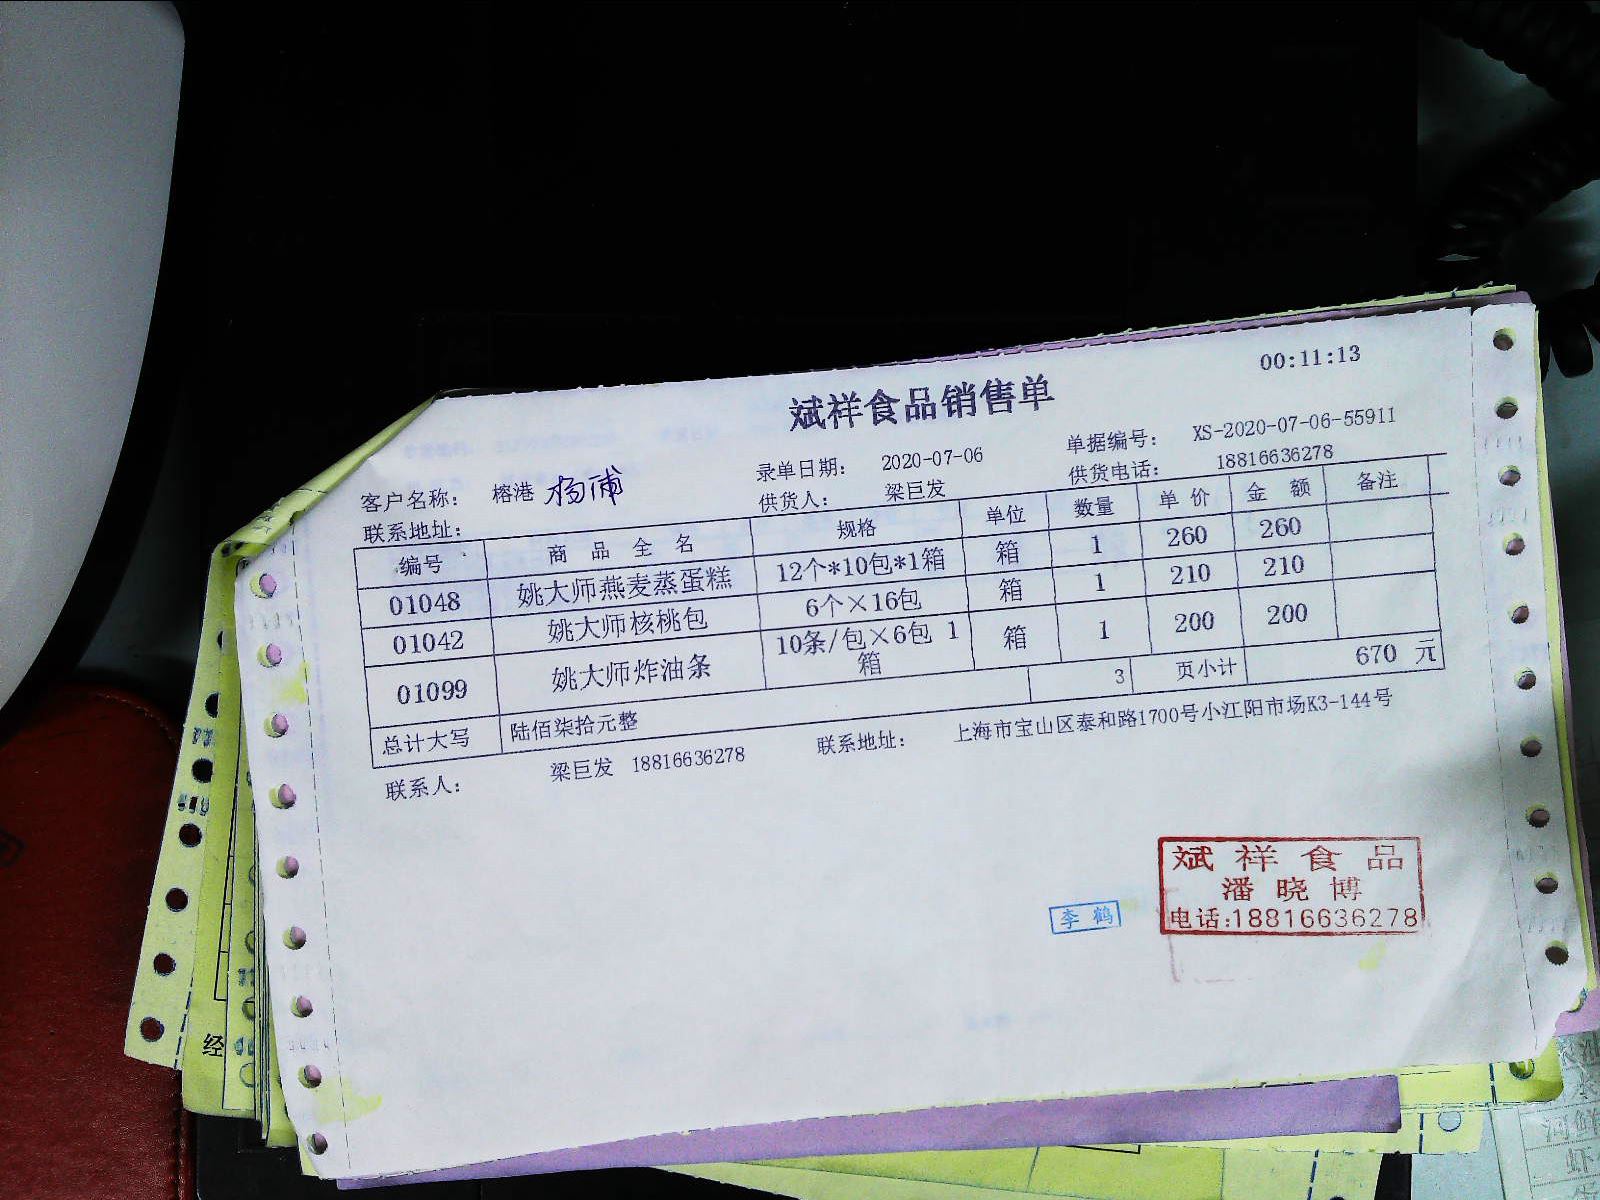 00:11:13
斌祥食品销售单
客户名称： 榕港 杨浦 录单日期： 2020-07-06 单据编号： XS-2020-07-06-55911
联系地址： 供货人： 梁巨发 供货电话： 18816636278
编号 商品全名 规格 单位 数量 单价 金额 备注
01048 姚大师燕麦蒸蛋糕 12个*10包*1箱 箱 1 260 260
01042 姚大师核桃包 6个×16包 箱 1 210 210
01099 姚大师炸油条 10条/包×6包 1箱 箱 1 200 200
总计大写 陆佰柒拾元整 3 页小计 670 元
联系人： 梁巨发 18816636278 联系地址： 上海市宝山区泰和路1700号小江阳市场K3-144号
斌祥食品
潘晓博
电话:18816636278
李鹤
经